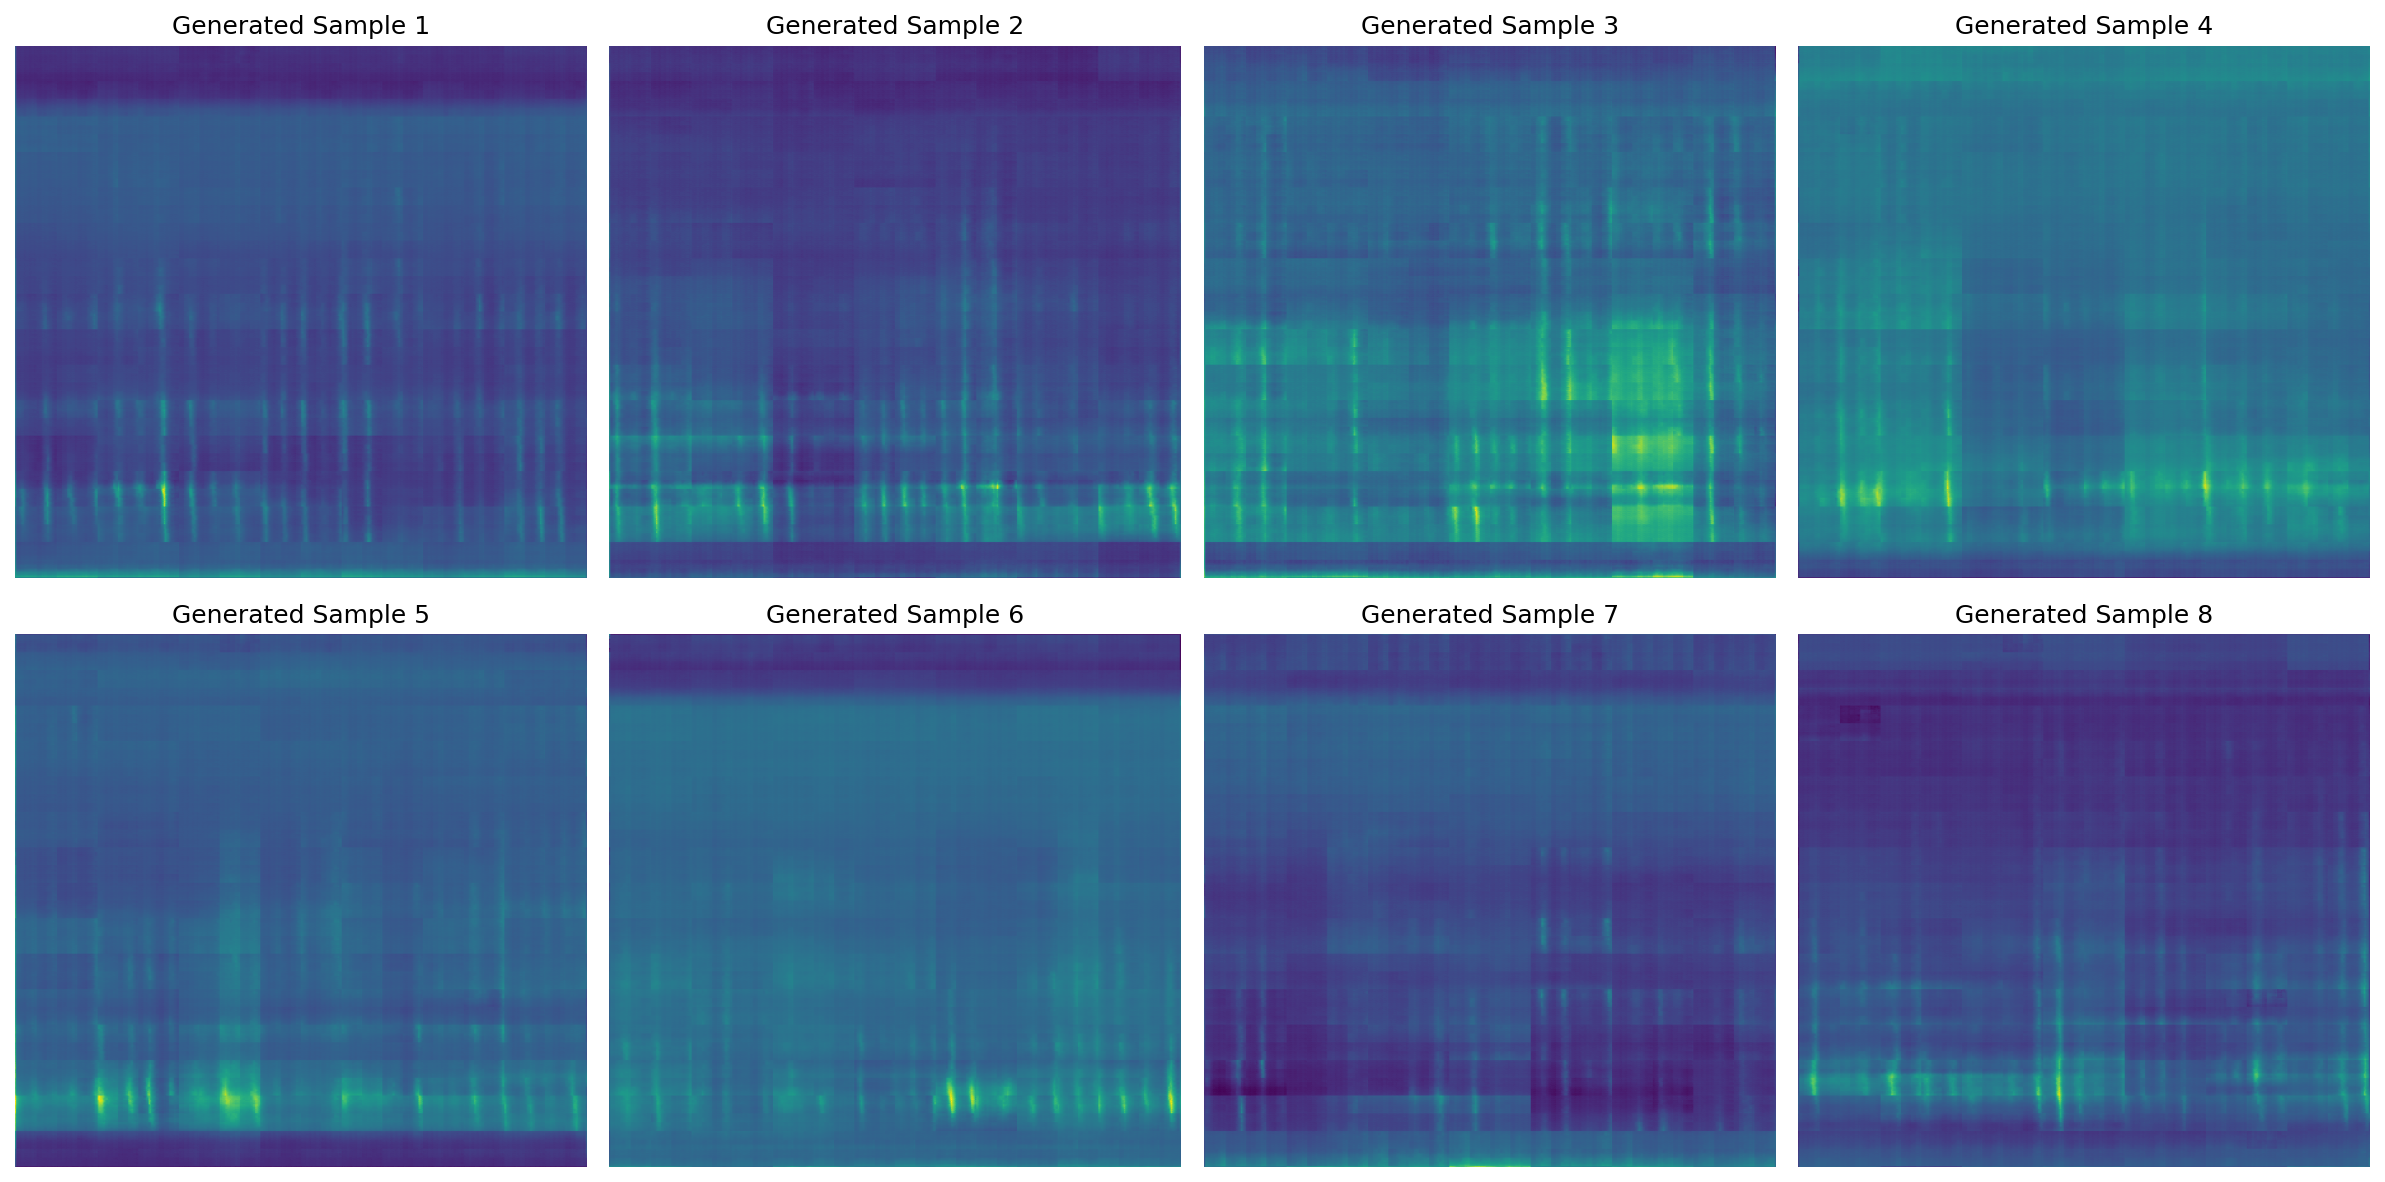 Generated Sample 1
Generated Sample 2
Generated Sample 3
Generated Sample 4
Generated Sample 5
Generated Sample 6
Generated Sample 7
Generated Sample 8